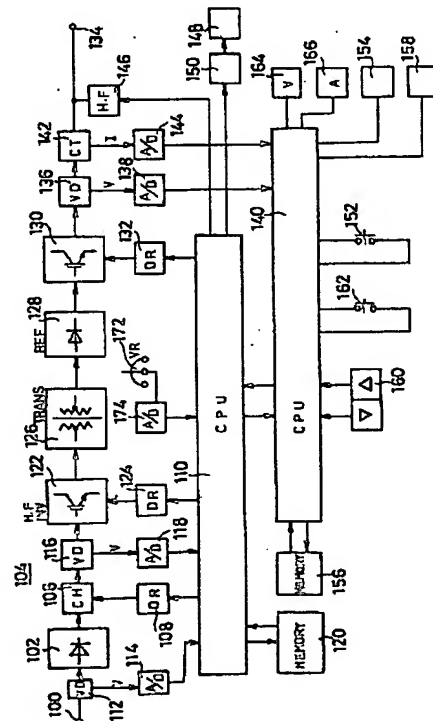 104
100
VD
112
V
A/D
114
102
CH
106
DR
108
VD
116
V
A/D
118
H.F
INV
122
DR
124
TRANS
126
A/D
174
VR
172
REF
128
130
DR
132
VD
136
V
A/D
138
CT
142
I
A/D
144
H.F
146
134
148
150
CPU
110
MEMORY
120
CPU
140
MEMORY
156
160
162
152
V
164
A
166
154
158